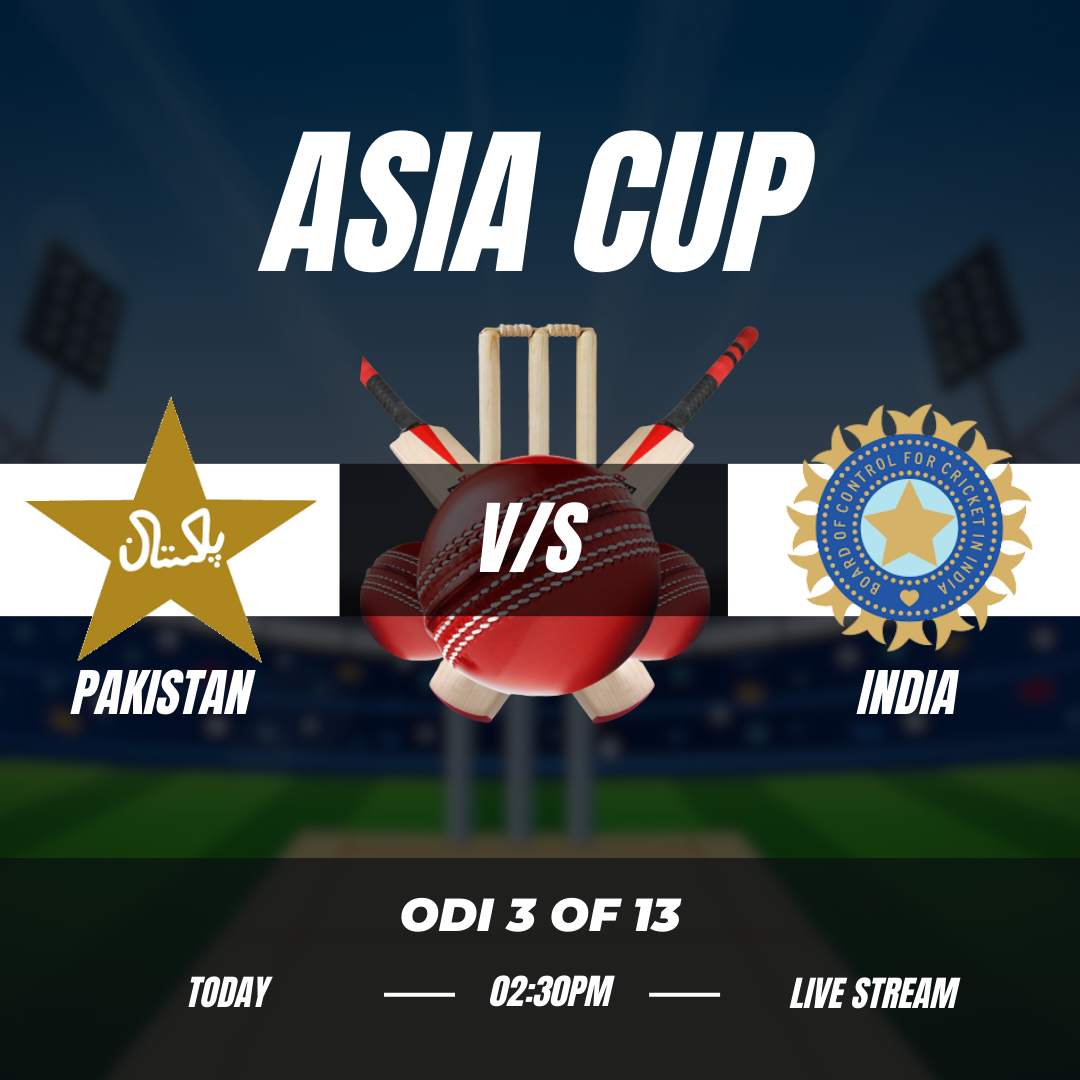 ASIA CUP
پاکستان
V/S
BOARD OF CONTROL FOR CRICKET IN INDIA
PAKISTAN
INDIA
ODI 3 OF 13
TODAY
02:30PM
LIVE STREAM